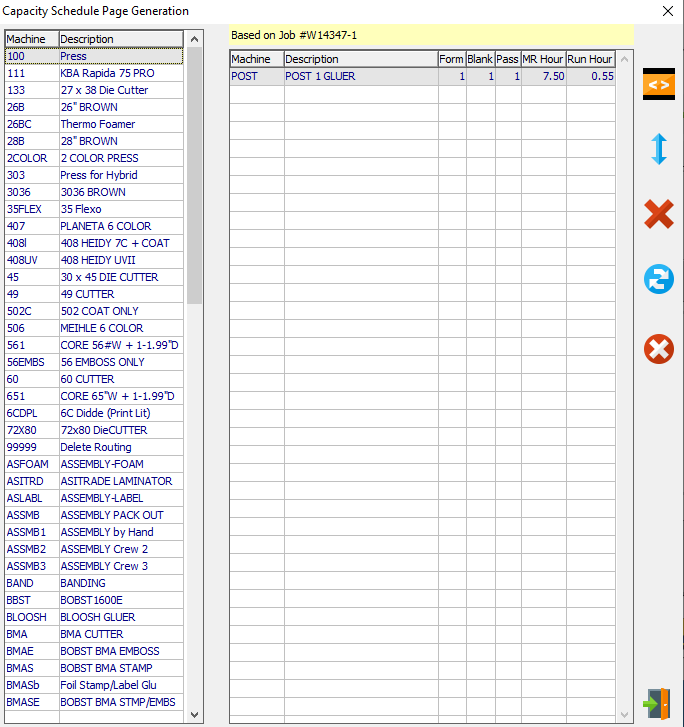 Capacity Schedule Page Generation
Machine Description
100 Press
111 KBA Rapida 75 PRO
133 27 x 38 Die Cutter
26B 26" BROWN
26BC Thermo Foamer
28B 28" BROWN
2COLOR 2 COLOR PRESS
303 Press for Hybrid
3036 3036 BROWN
35FLEX 35 Flexo
407 PLANETA 6 COLOR
408l 408 HEIDY 7C + COAT
408UV 408 HEIDY UVII
45 30 x 45 DIE CUTTER
49 49 CUTTER
502C 502 COAT ONLY
506 MEIHLE 6 COLOR
561 CORE 56#W + 1-1.99"D
56EMBS 56 EMBOSS ONLY
60 60 CUTTER
651 CORE 65"W + 1-1.99"D
6CDPL 6C Didde (Print Lit)
72X80 72x80 DieCUTTER
99999 Delete Routing
ASFOAM ASSEMBLY-FOAM
ASITRD ASITRADE LAMINATOR
ASLABL ASSEMBLY-LABEL
ASSMB ASSEMBLY PACK OUT
ASSMB1 ASSEMBLY by Hand
ASSMB2 ASSEMBLY Crew 2
ASSMB3 ASSEMBLY Crew 3
BAND BANDING
BBST BOBST1600E
BLOOSH BLOOSH GLUER
BMA BMA CUTTER
BMAE BOBST BMA EMBOSS
BMAS BOBST BMA STAMP
BMASb Foil Stamp/Label Glu
BMASE BOBST BMA STMP/EMBS
Based on Job #W14347-1
Machine Description Form Blank Pass MR Hour Run Hour
POST POST 1 GLUER 1 1 1 7.50 0.55